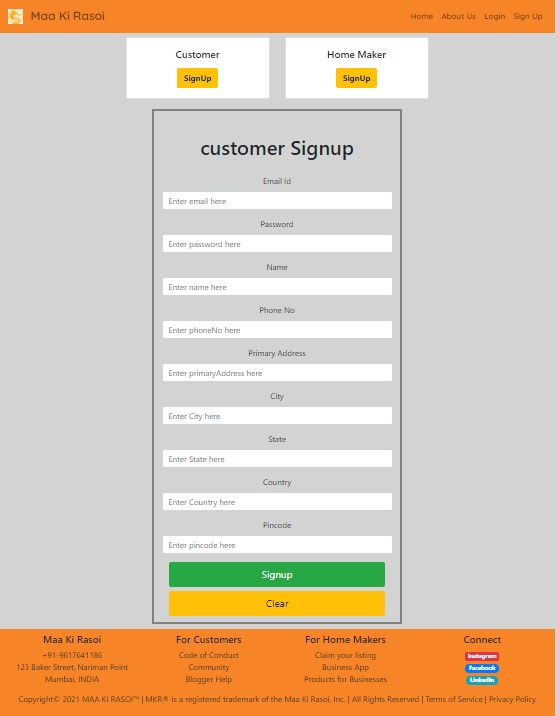 Maa Ki Rasoi
Home About Us Login Sign Up
Customer
SignUp
Home Maker
SignUp
customer Signup
Email Id
Enter email here
Password
Enter password here
Name
Enter name here
Phone No
Enter phoneNo here
Primary Address
Enter primaryAddress here
City
Enter City here
State
Enter State here
Country
Enter Country here
Pincode
Enter pincode here
Signup
Clear
Maa Ki Rasoi
+91-9617641186
123 Baker Street, Nariman Point
Mumbai, INDIA
For Customers
Code of Conduct
Community
Blogger Help
For Home Makers
Claim your listing
Business App
Products for Businesses
Connect
Instagram
Facebook
LinkedIn
Copyright© 2021 MAA KI RASOI™ | MKR® is a registered trademark of the Maa Ki Rasoi, Inc. | All Rights Reserved | Terms of Service | Privacy Policy